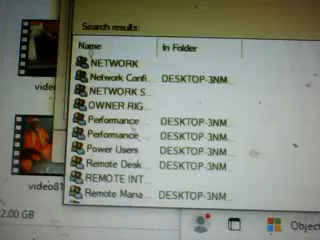 Search results:
Name In Folder
NETWORK
Network Confi... DESKTOP-3NM...
NETWORK S...
OWNER RIG...
Performance ... DESKTOP-3NM...
Performance... DESKTOP-3NM...
Power Users DESKTOP-3NM...
Remote Desk... DESKTOP-3NM...
REMOTE INT...
Remote Mana... DESKTOP-3NM...
video
video81
2.00 GB
Object